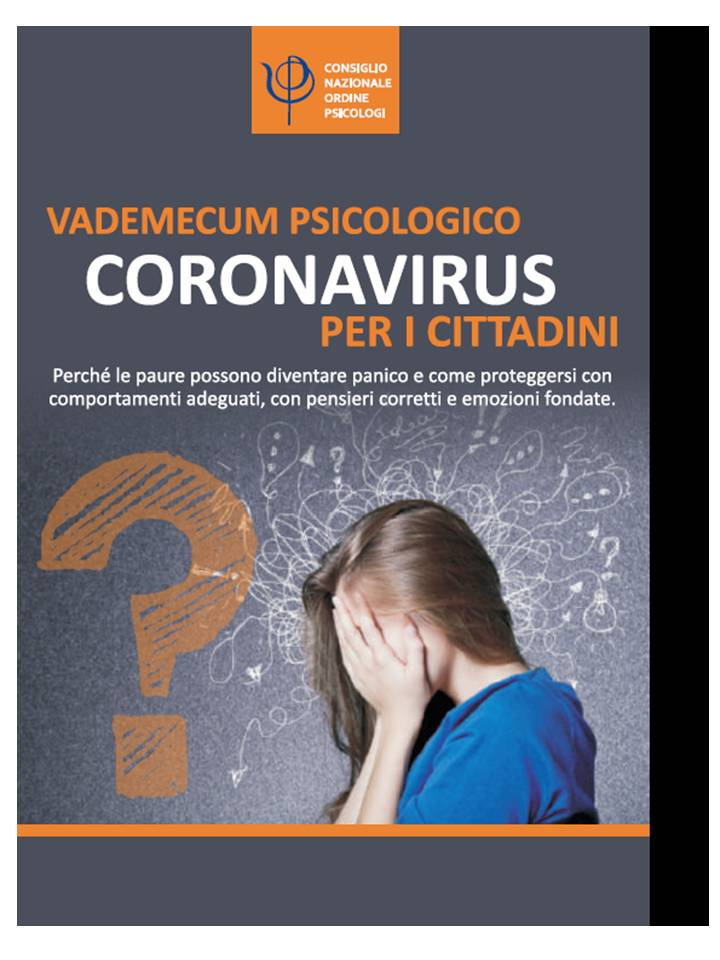 CONSIGLIO
NAZIONALE
ORDINE
PSICOLOGI
VADEMECUM PSICOLOGICO
CORONAVIRUS
PER I CITTADINI
Perché le paure possono diventare panico e come proteggersi con
comportamenti adeguati, con pensieri corretti e emozioni fondate.